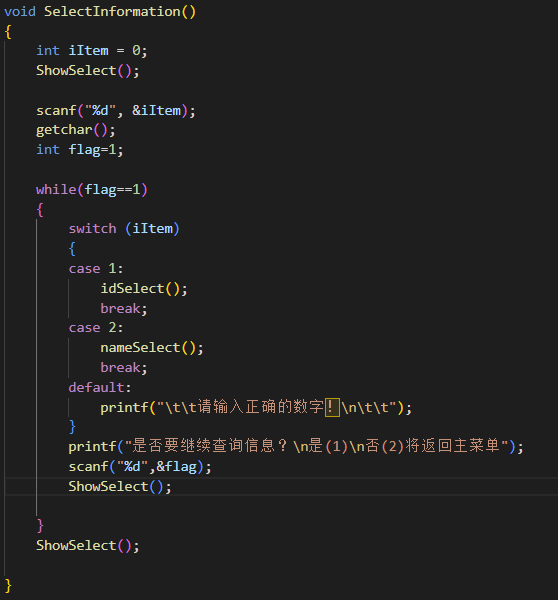 void SelectInformation()
{
    int iItem = 0;
    ShowSelect();
    scanf("%d", &iItem);
    getchar();
    int flag=1;
    while(flag==1)
    {
        switch (iItem)
        {
        case 1:
            idSelect();
            break;
        case 2:
            nameSelect();
            break;
        default:
            printf("\t\t请输入正确的数字！\n\t\t");
        }
        printf("是否要继续查询信息？\n是(1)\n否(2)将返回主菜单");
        scanf("%d",&flag);
        ShowSelect();
    }
    ShowSelect();
}